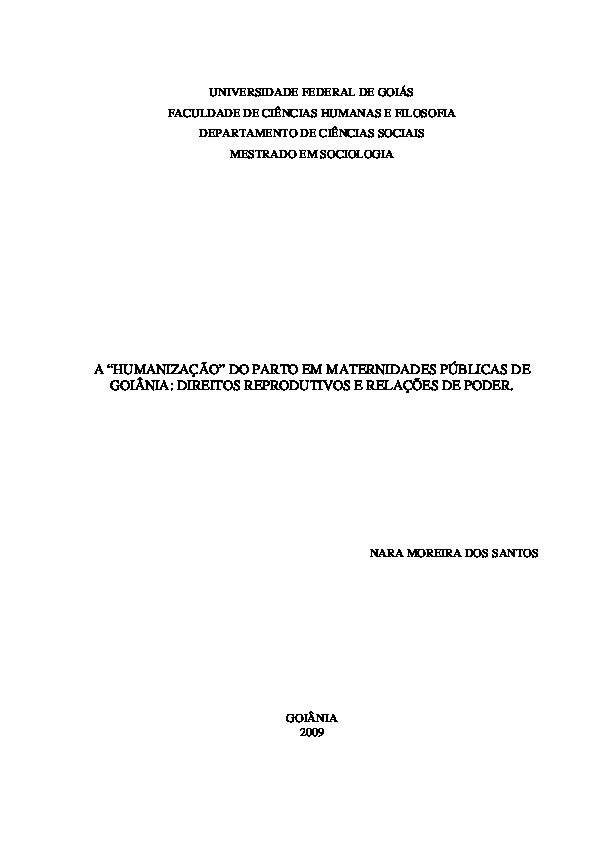 UNIVERSIDADE FEDERAL DE GOIÁS
FACULDADE DE CIÊNCIAS HUMANAS E FILOSOFIA
DEPARTAMENTO DE CIÊNCIAS SOCIAIS
MESTRADO EM SOCIOLOGIA
A “HUMANIZAÇÃO” DO PARTO EM MATERNIDADES PÚBLICAS DE
GOIÂNIA: DIREITOS REPRODUTIVOS E RELAÇÕES DE PODER.
NARA MOREIRA DOS SANTOS
GOIÂNIA
2009